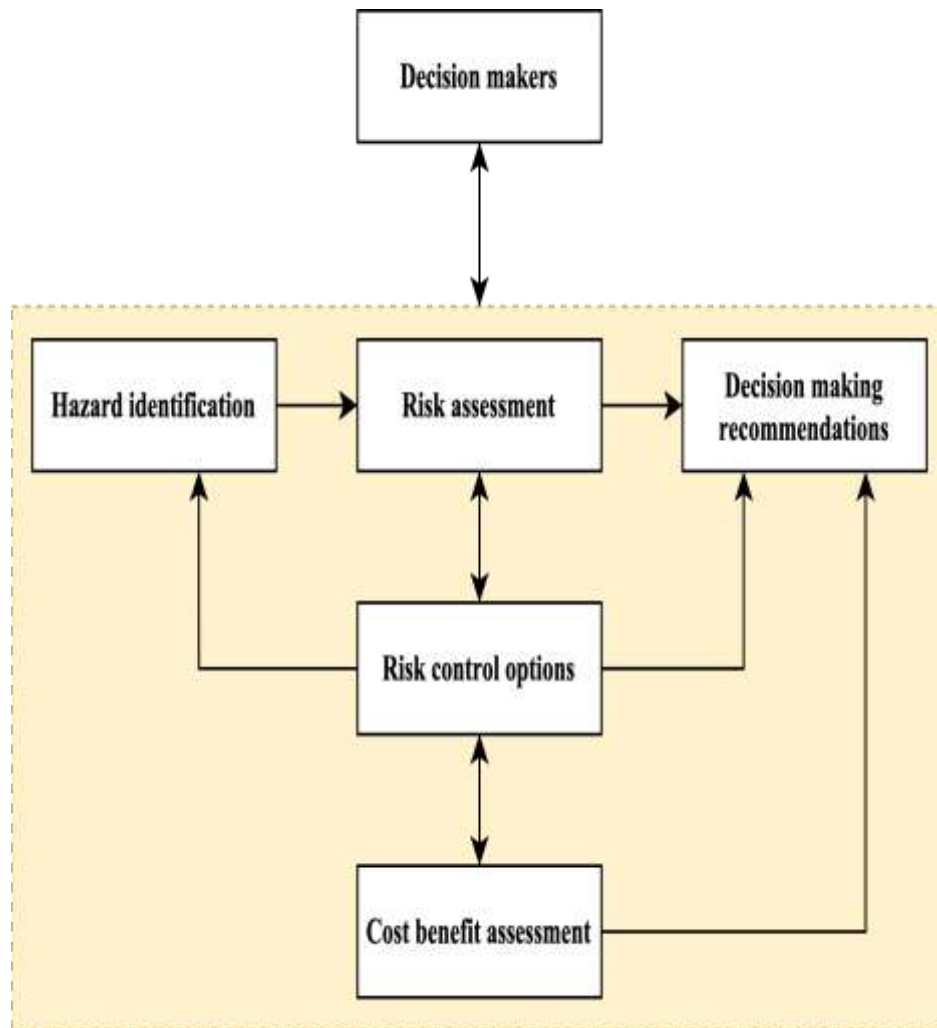 Decision makers
Hazard identification
Risk assessment
Decision making
recommendations
Risk control options
Cost benefit assessment